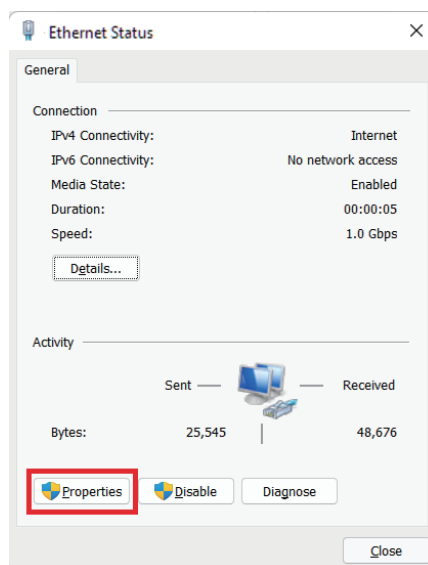 Ethernet Status
General
Connection
IPv4 Connectivity: Internet
IPv6 Connectivity: No network access
Media State: Enabled
Duration: 00:00:05
Speed: 1.0 Gbps
Details...
Activity
Sent Received
Bytes: 25,545 48,676
Properties Disable Diagnose
Close